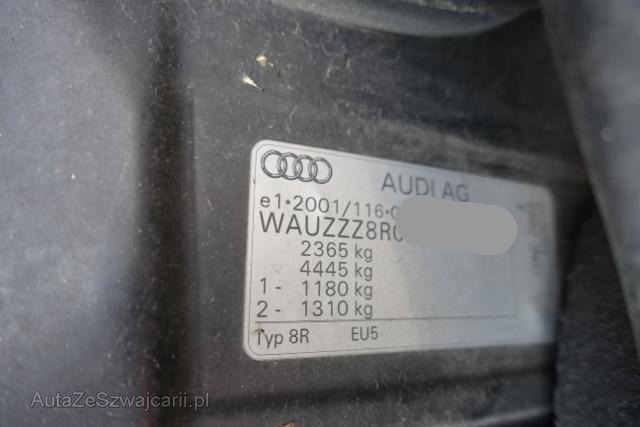 AUDI AG
e1•2001/116•0
WAUZZZ8R
2365 kg
4445 kg
1 - 1180 kg
2 - 1310 kg
Typ 8R EU5
AutaZeSzwajcarii.pl